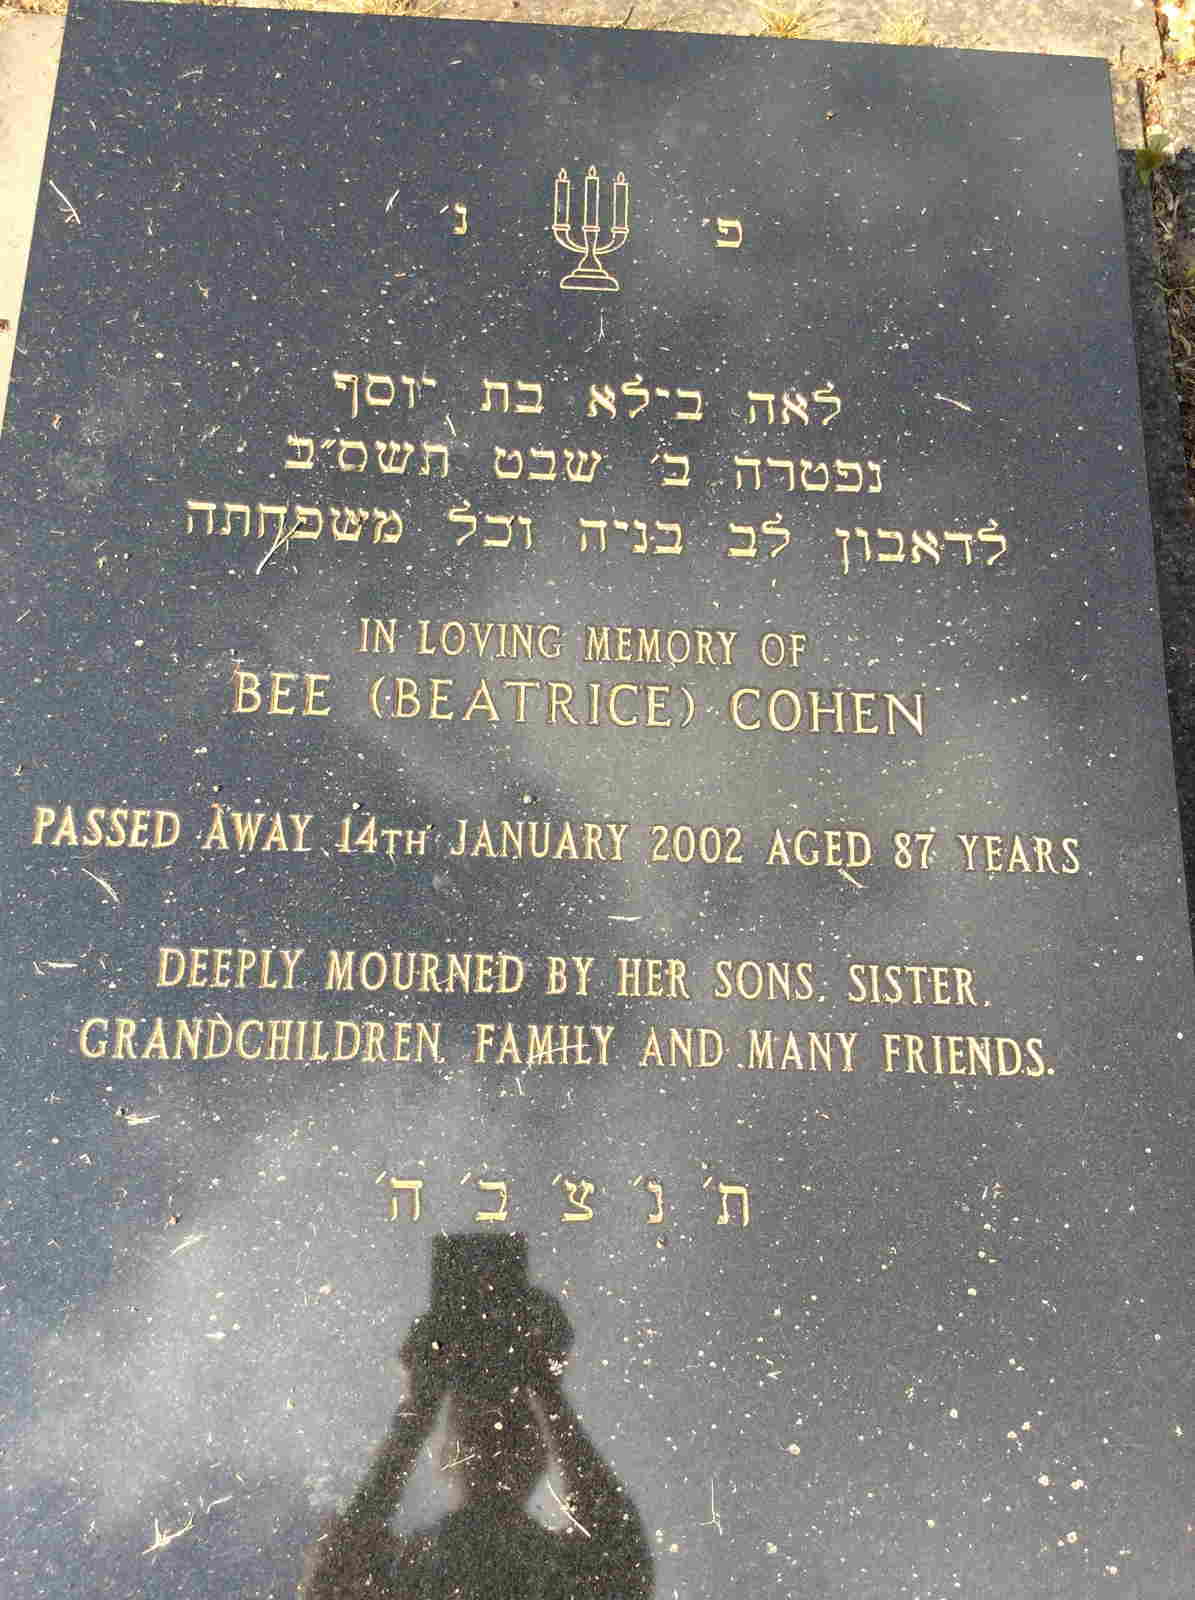 פ׳ נ׳
לאה בילא בת יוסף
נפטרה ב׳ שבט תשס״ב
לדאבון לב בניה וכל משפחתה
IN LOVING MEMORY OF
BEE (BEATRICE) COHEN
PASSED AWAY 14TH JANUARY 2002 AGED 87 YEARS
DEEPLY MOURNED BY HER SONS, SISTER,
GRANDCHILDREN, FAMILY AND MANY FRIENDS.
ת׳ נ׳ צ׳ ב׳ ה׳